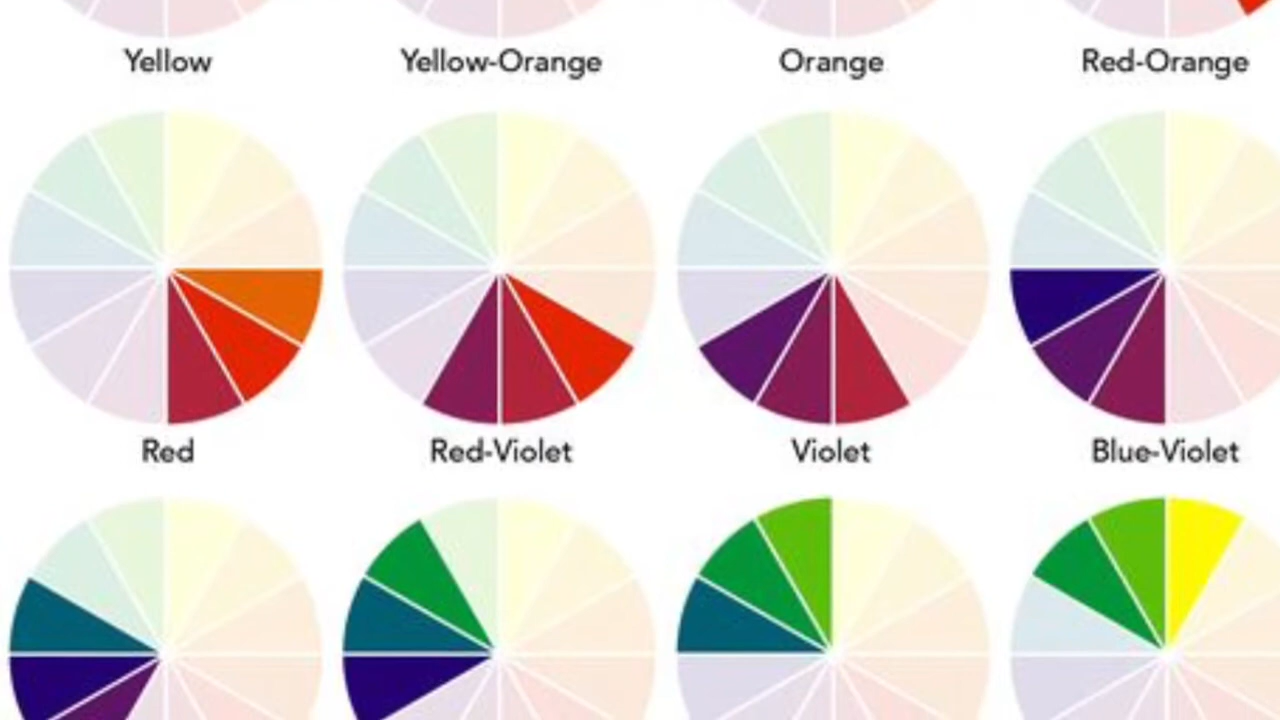 Yellow
Yellow-Orange
Orange
Red-Orange
Red
Red-Violet
Violet
Blue-Violet